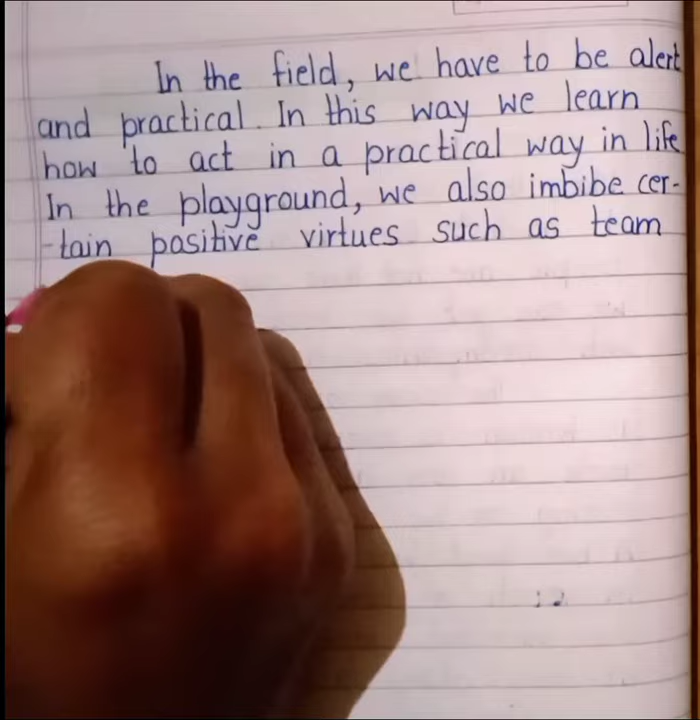 In the field, we have to be alert
and practical. In this way we learn
how to act in a practical way in life
In the playground, we also imbibe cer-
-tain positive virtues such as team